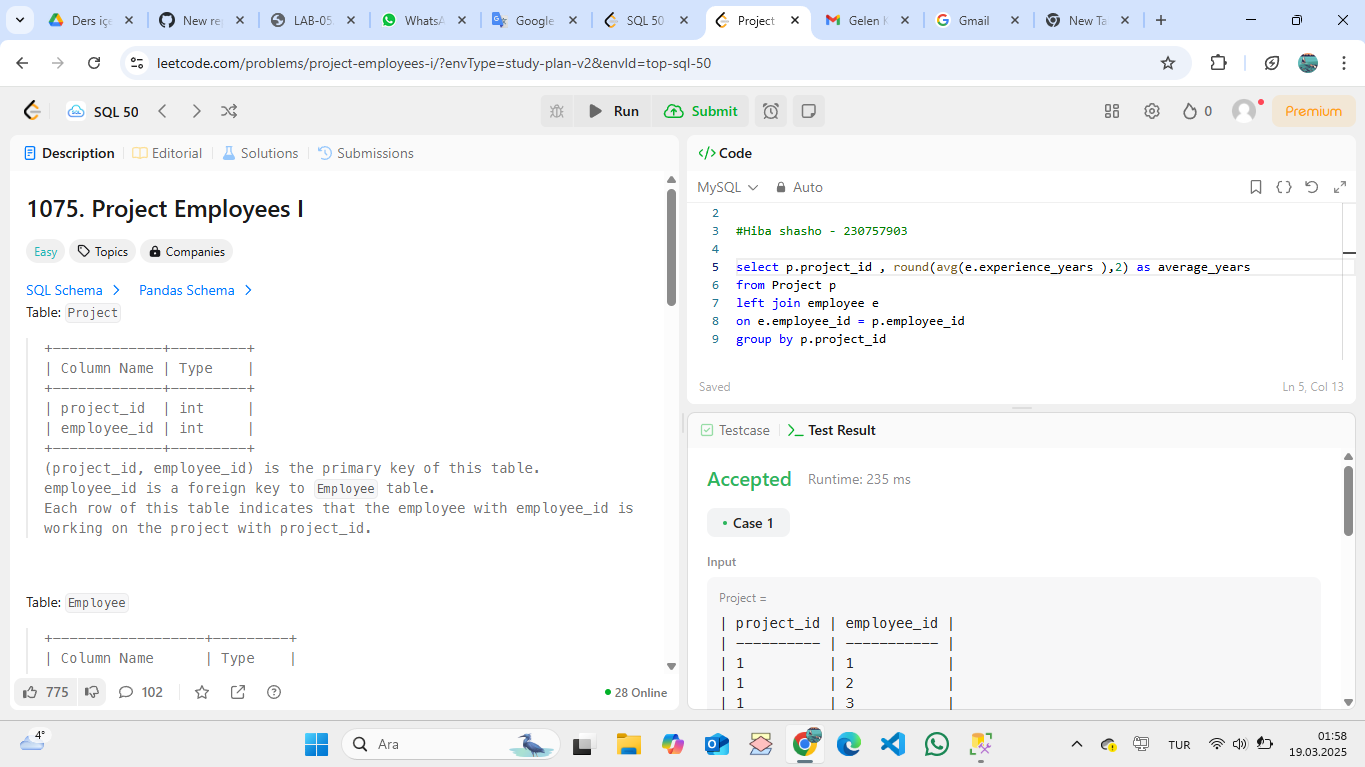 Ders içe
New re
LAB-05
WhatsA
Google
SQL 50
Project
Gelen K
Gmail
New Ta
leetcode.com/problems/project-employees-i/?envType=study-plan-v2&envId=top-sql-50
SQL 50
Run
Submit
0
Premium
Description
Editorial
Solutions
Submissions
1075. Project Employees I
Easy
Topics
Companies
SQL Schema
Pandas Schema
Table: Project
+-------------+---------+
| Column Name | Type    |
+-------------+---------+
| project_id  | int     |
| employee_id | int     |
+-------------+---------+
(project_id, employee_id) is the primary key of this table.
employee_id is a foreign key to Employee table.
Each row of this table indicates that the employee with employee_id is
working on the project with project_id.
Table: Employee
+------------------+---------+
| Column Name      | Type    |
775
102
28 Online
Code
MySQL
Auto
2
3 #Hiba shasho - 230757903
4
5 select p.project_id , round(avg(e.experience_years ),2) as average_years
6 from Project p
7 left join employee e
8 on e.employee_id = p.employee_id
9 group by p.project_id
Saved
Ln 5, Col 13
Testcase
Test Result
Accepted
Runtime: 235 ms
Case 1
Input
Project =
| project_id | employee_id |
| ---------- | ----------- |
| 1          | 1           |
| 1          | 2           |
| 1          | 3           |
4°
Ara
TUR
01:58
19.03.2025